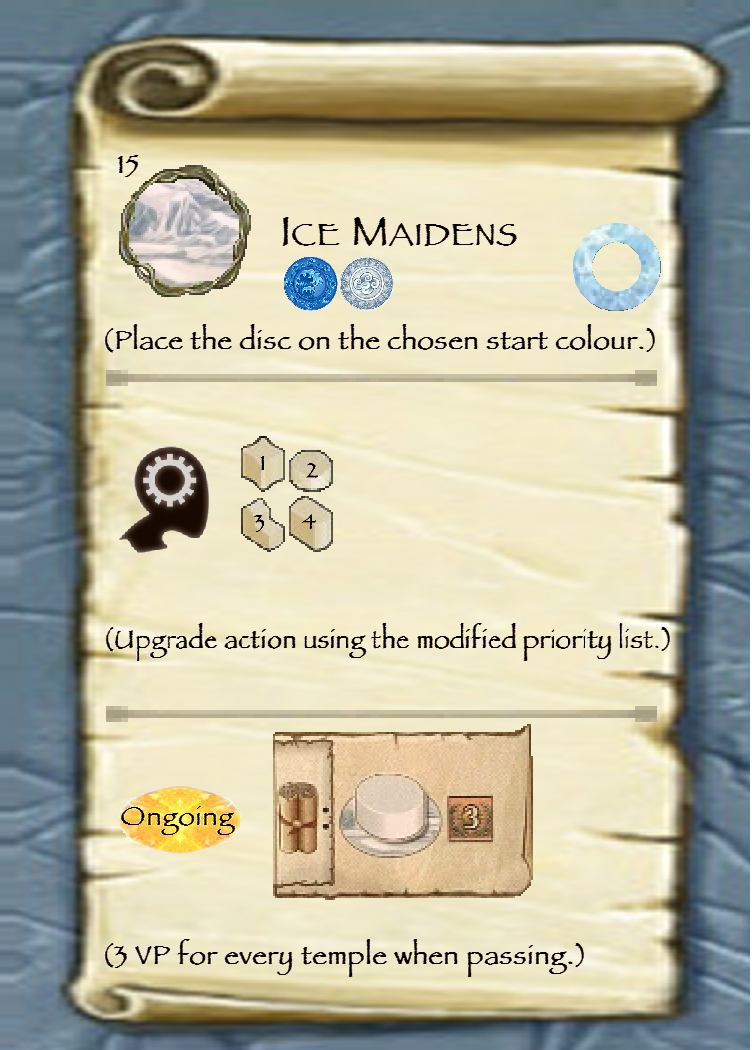 15
ICE MAIDENS
(Place the disc on the chosen start colour.)
1 2
3 4
(Upgrade action using the modified priority list.)
Ongoing
: 3
(3 VP for every temple when passing.)